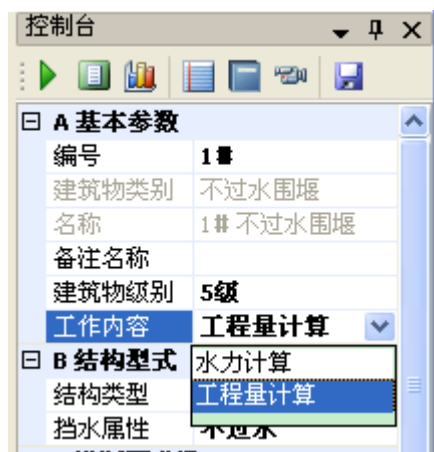 控制台
A 基本参数
编号 1#
建筑物类别 不过水围堰
名称 1# 不过水围堰
备注名称
建筑物级别 5级
工作内容 工程量计算
B 结构型式 水力计算
结构类型 工程量计算
挡水属性 不过水